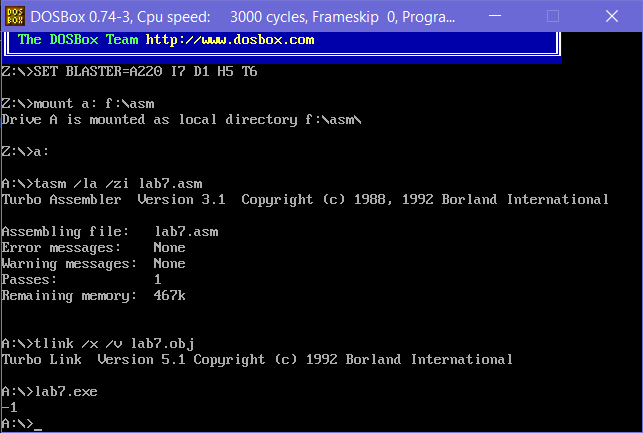 DOS BOX DOSBox 0.74-3, Cpu speed: 3000 cycles, Frameskip 0, Progra...
The DOSBox Team http://www.dosbox.com
Z:\>SET BLASTER=A220 I7 D1 H5 T6
Z:\>mount a: f:\asm
Drive A is mounted as local directory f:\asm\
Z:\>a:
A:\>tasm /la /zi lab7.asm
Turbo Assembler  Version 3.1  Copyright (c) 1988, 1992 Borland International
Assembling file:   lab7.asm
Error messages:    None
Warning messages:  None
Passes:            1
Remaining memory:  467k
A:\>tlink /x /v lab7.obj
Turbo Link  Version 5.1 Copyright (c) 1992 Borland International
A:\>lab7.exe
-1
A:\>_